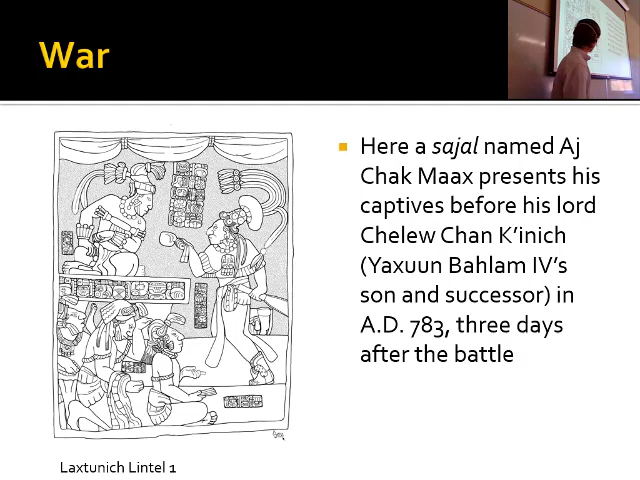 War
Here a sajal named Aj
Chak Maax presents his
captives before his lord
Chelew Chan K'inich
(Yaxuun Bahlam IV's
son and successor) in
A.D. 783, three days
after the battle
Laxtunich Lintel 1